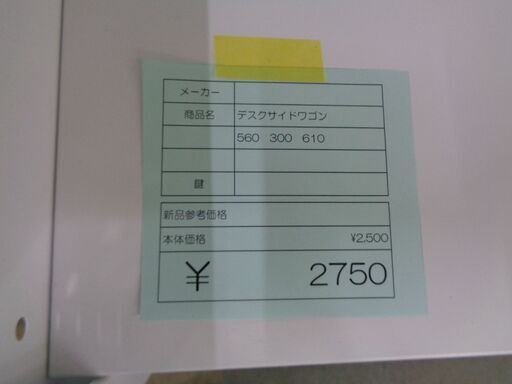 メーカー
商品名 デスクサイドワゴン
560 300 610
鍵
新品参考価格
本体価格 ¥2,500
¥ 2750